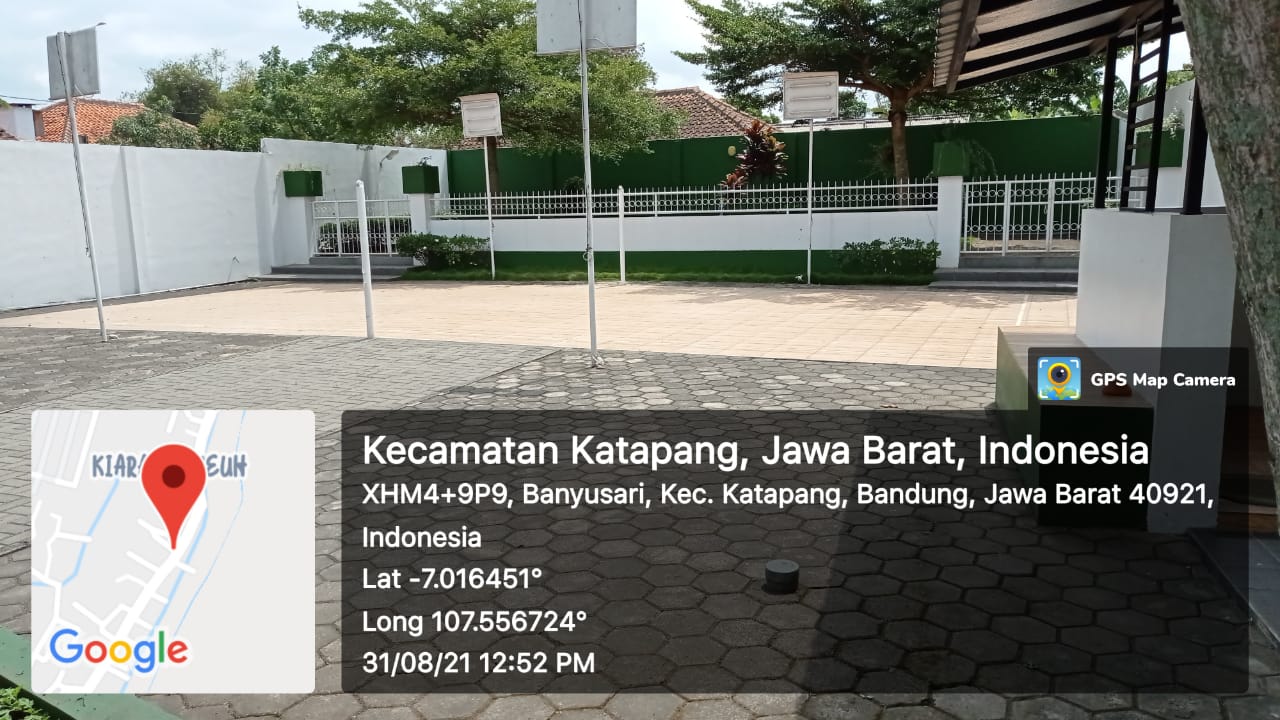 GPS Map Camera
Kecamatan Katapang, Jawa Barat, Indonesia
XHM4+9P9, Banyusari, Kec. Katapang, Bandung, Jawa Barat 40921,
Indonesia
Lat -7.016451°
Long 107.556724°
31/08/21 12:52 PM
Google